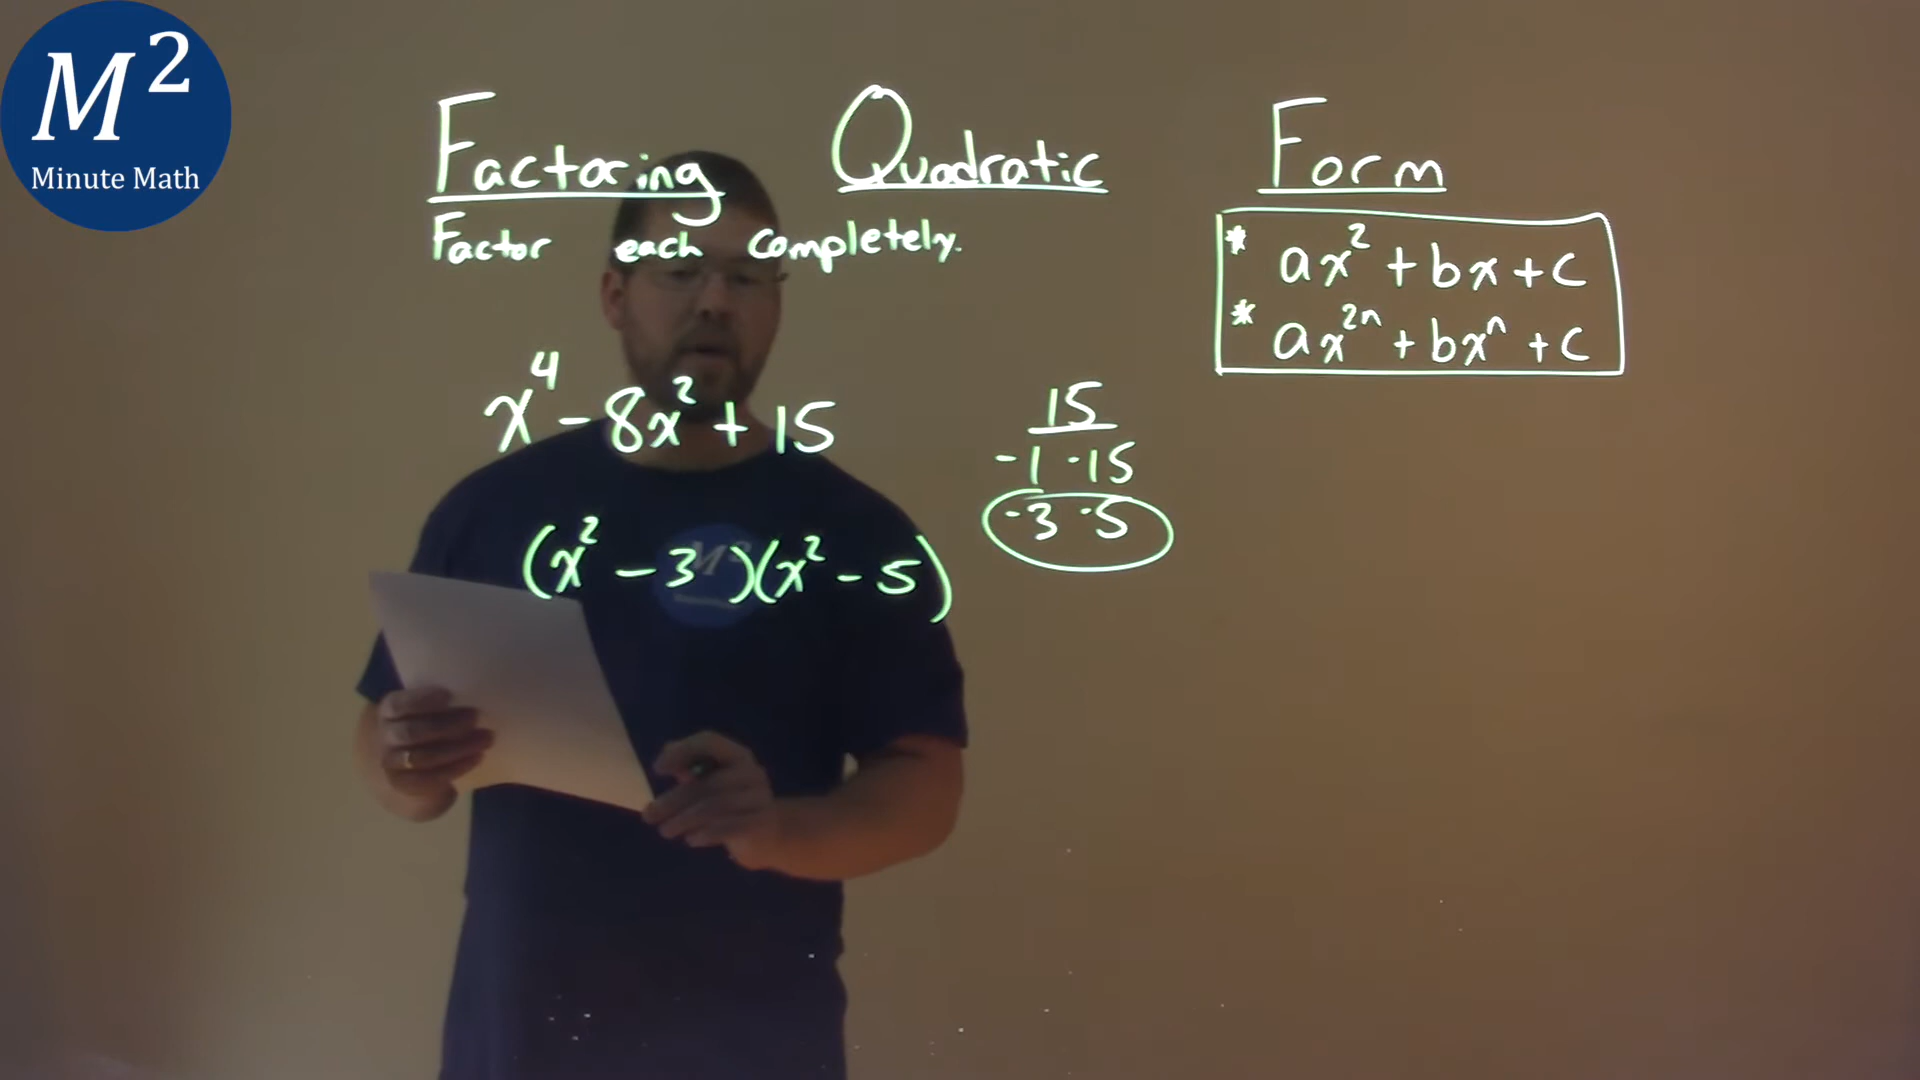 M²
Minute Math
Factoring Quadratic Form
Factor each completely.
* ax² + bx + c
* ax²ⁿ + bxⁿ + c
x⁴ - 8x² + 15
15
-1 -15
-3 -5
(x² - 3)(x² - 5)
M²